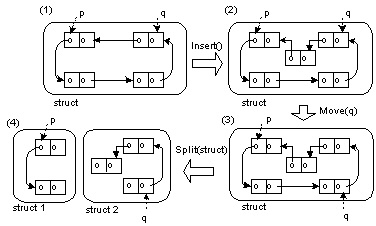 (1) p q
struct
Insert()
(2) p q
struct
Move(q)
(3) p
struct
q
Split(struct)
(4) p
struct 1
struct 2
q